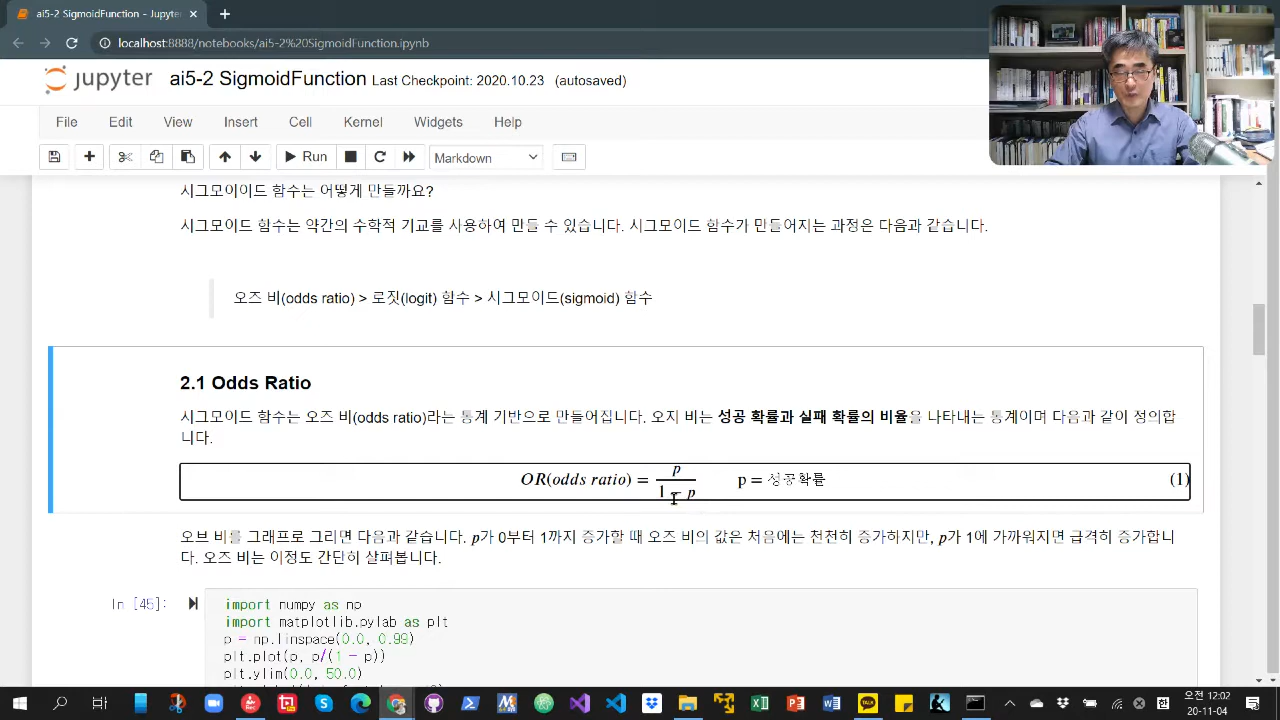 ai5-2 SigmoidFunction - Jupyter
localhost:8888/notebooks/ai5-2%20SigmoidFunction.ipynb
jupyter ai5-2 SigmoidFunction Last Checkpoint: 2020.10.23 (autosaved)
File Edit View Insert Cell Kernel Widgets Help
Run Markdown
시그모이이드 함수는 어떻게 만들까요?
시그모이드 함수는 약간의 수학적 기교를 사용하여 만들 수 있습니다. 시그모이드 함수가 만들어지는 과정은 다음과 같습니다.
오즈 비(odds ratio) > 로짓(logit) 함수 > 시그모이드(sigmoid) 함수
2.1 Odds Ratio
시그모이드 함수는 오즈 비(odds ratio)라는 통계 기반으로 만들어집니다. 오지 비는 성공 확률과 실패 확률의 비율을 나타내는 통계이며 다음과 같이 정의합
니다.
OR(odds ratio) = p / 1 − p p = 성공확률 (1)
오브 비를 그래프로 그리면 다음과 같습니다. p가 0부터 1까지 증가할 때 오즈 비의 값은 처음에는 천천히 증가하지만, p가 1에 가까워지면 급격히 증가합니
다. 오즈 비는 이정도 간단히 살펴봅니다.
In [45]:
import numpy as np
import matplotlib.pylab as plt
p = np.linspace(0.0, 0.99)
plt.plot(p, p/(1 - p))
plt.ylim(0.0, 50.0)
오전 12:02
20-11-04